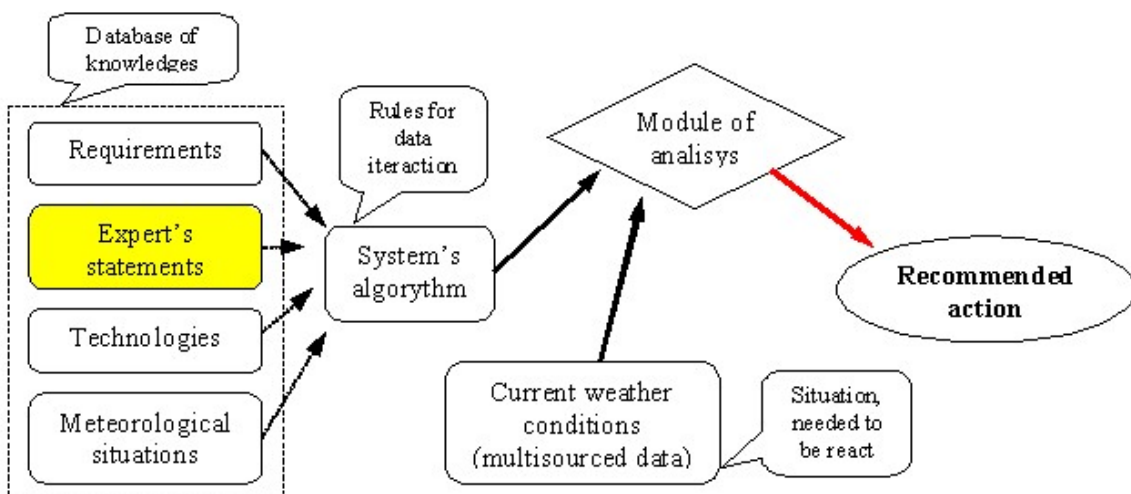 Database of
knowledges
Requirements
Expert's
statements
Technologies
Meteorological
situations
Rules for
data
iteraction
System's
algorythm
Module of
analisys
Current weather
conditions
(multisourced data)
Situation,
needed to
be react
Recommended
action